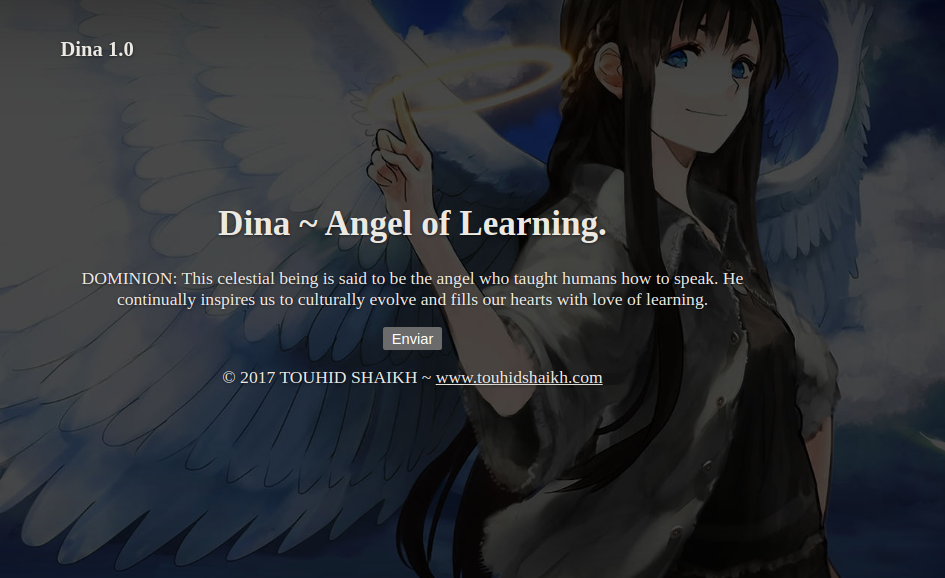 Dina 1.0
Dina ~ Angel of Learning.
DOMINION: This celestial being is said to be the angel who taught humans how to speak. He
continually inspires us to culturally evolve and fills our hearts with love of learning.
Enviar
© 2017 TOUHID SHAIKH ~ www.touhidshaikh.com